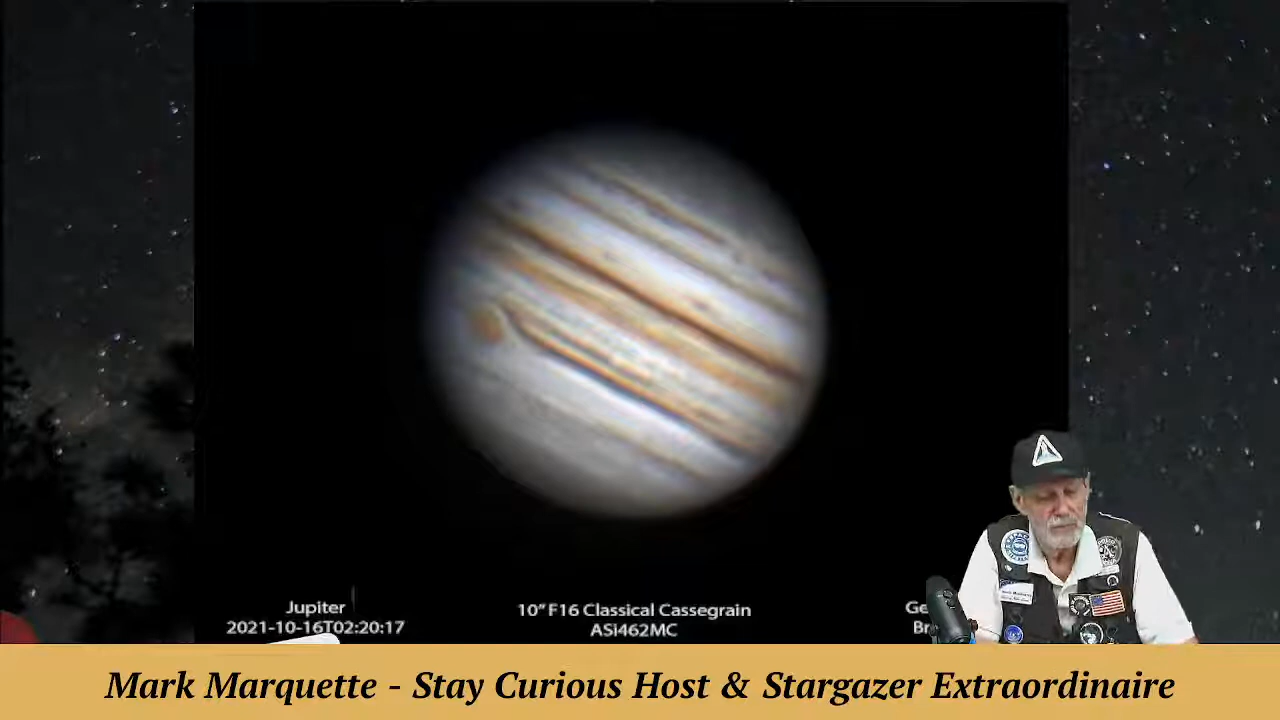 Jupiter
2021-10-16T02:20:17
10" F16 Classical Cassegrain
ASi462MC
Mark Marquette - Stay Curious Host & Stargazer Extraordinaire